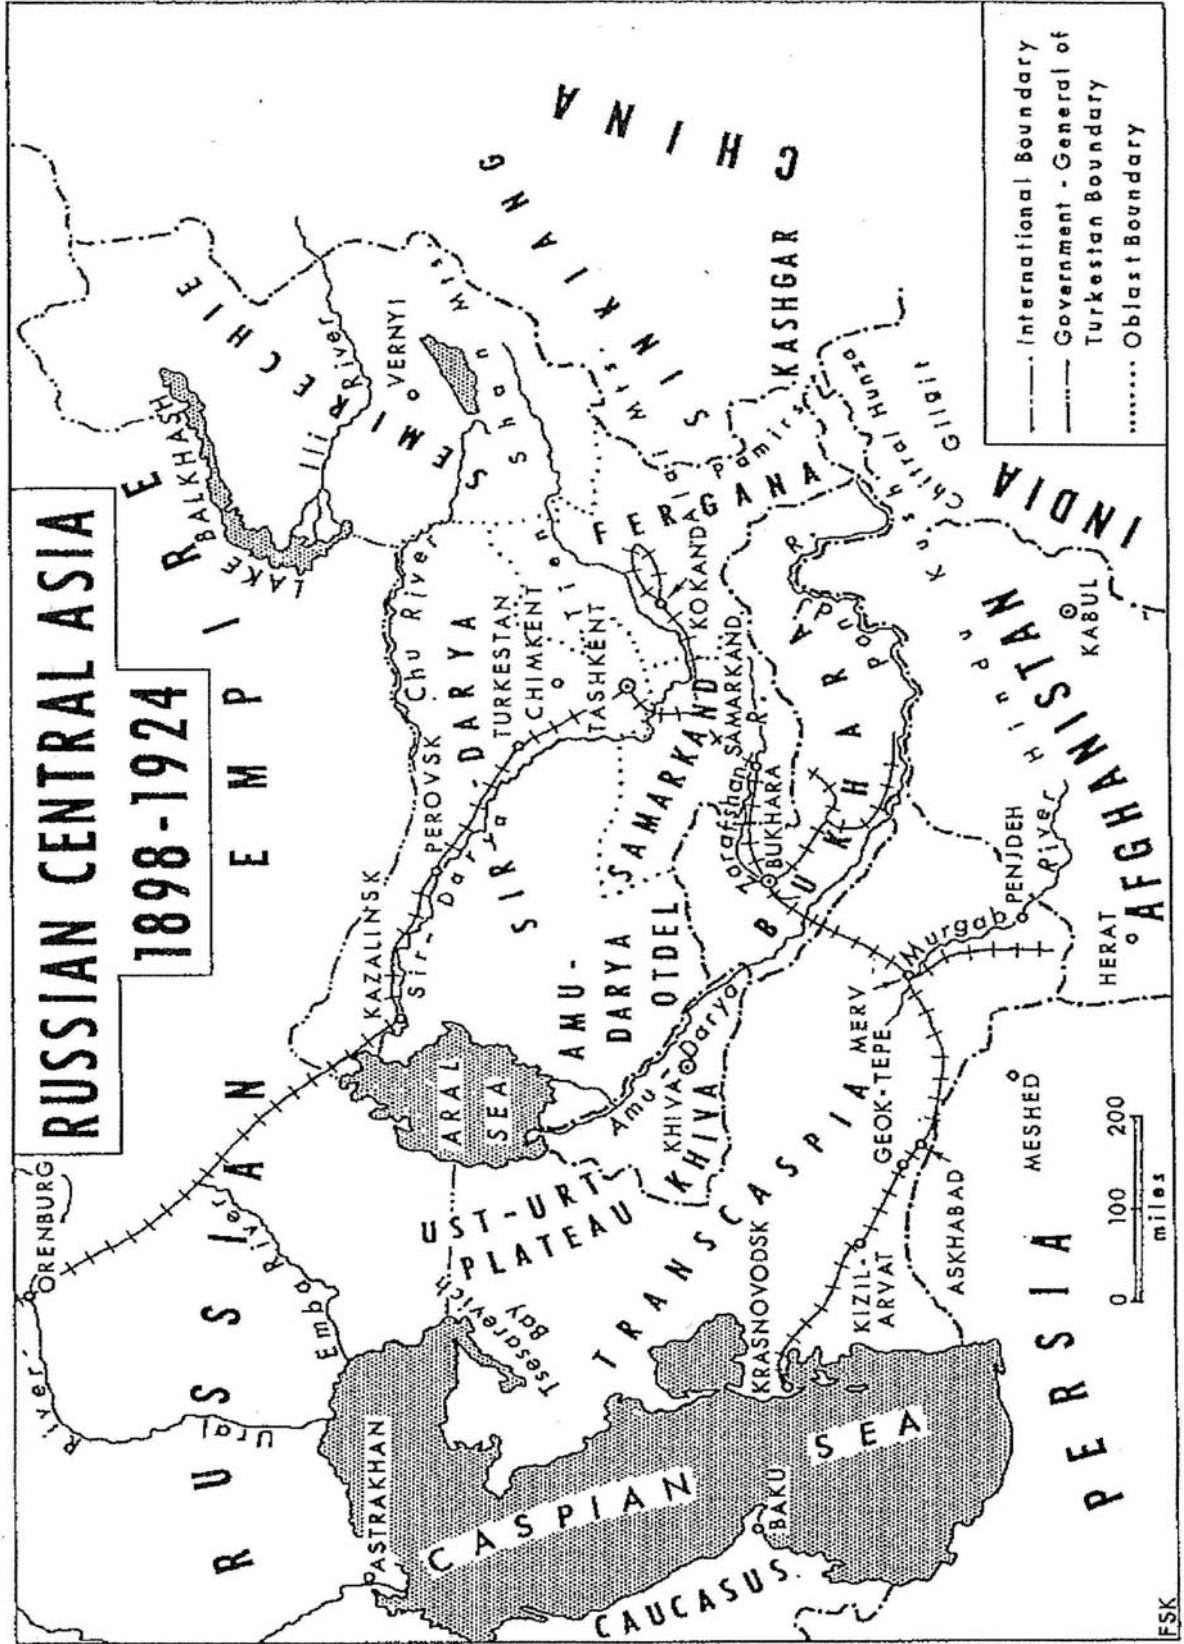 RUSSIAN CENTRAL ASIA
1898-1924
RUSSIAN EMPIRE
ORENBURG
River
Ural
Emba River
ASTRAKHAN
CASPIAN
SEA
CAUCASUS
BAKU
Tsesarevich
Bay
UST-URT
PLATEAU
ARAL
SEA
KAZALINSK
Sir-Darya
PEROVSK
Chu River
SIR-DARYA
TURKESTAN
CHIMKENT
TASHKENT
LAKE BALKHASH
Ili River
SEMIRECHIE
VERNYI
Tien Shan Mts
SINKIANG
CHINA
KASHGAR
FERGANA
KOKAND
Alai Mts.
Pamirs
AMU-
DARYA
OTDEL
SAMARKAND
SAMARKAND
Zarafshan R.
BUKHARA
BUKHARA
Amu-Darya
KHIVA
KHIVA
TRANSCASPIA
KRASNOVODSK
KIZIL-
ARVAT
GEOK-TEPE
ASKHABAD
MERV
Murgab River
PENJDEH
HERAT
MESHED
PERSIA
AFGHANISTAN
Hindu Kush
KABUL
Chitral
Hunza
Gilgit
INDIA
0 100 200
miles
International Boundary
Government - General of
Turkestan Boundary
Oblast Boundary
FSK